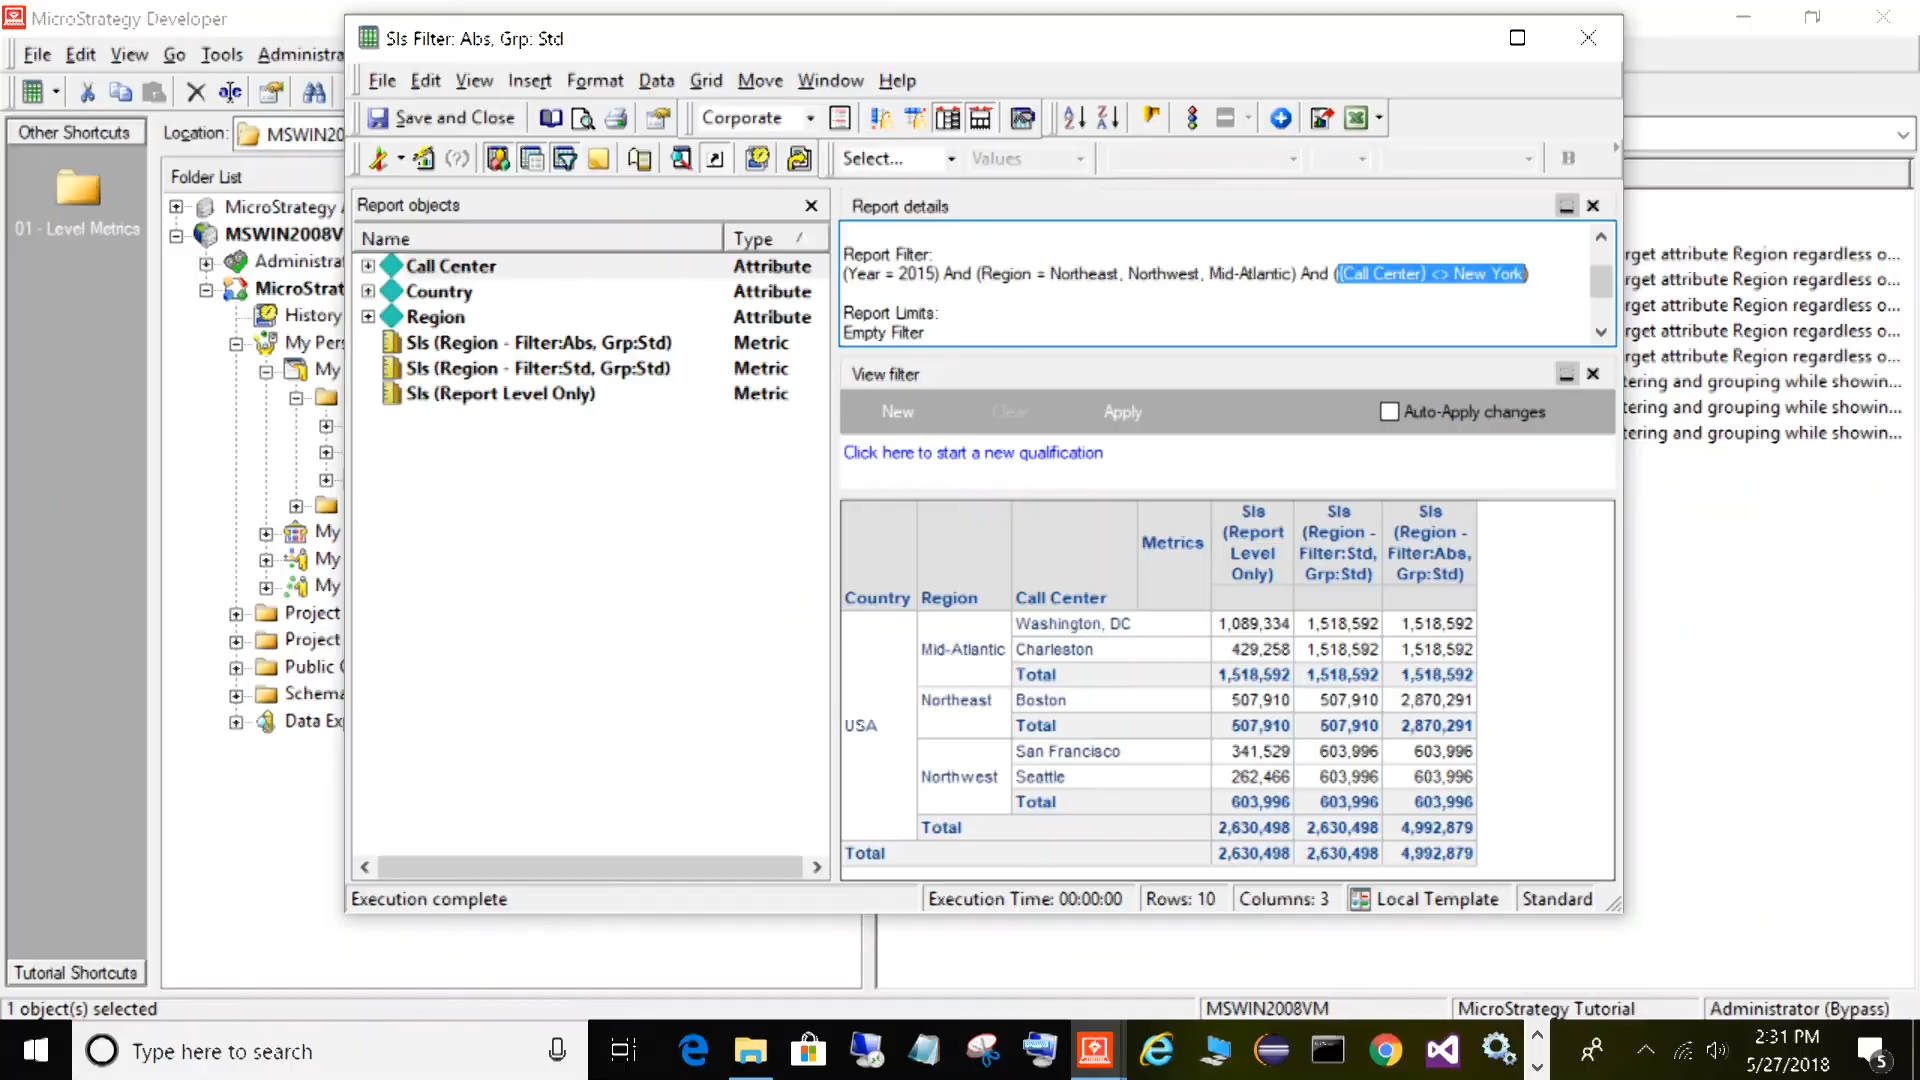 MicroStrategy Developer
File Edit View Go Tools Administra
Other Shortcuts
01 - Level Metrics
Tutorial Shortcuts
Location: MSWIN20
Folder List
MicroStrategy A
MSWIN2008V
Administrat
MicroStrat
History
My Pers
My
My
My
My
Project
Project
Public
Schema
Data Exp
Sls Filter: Abs, Grp: Std
File Edit View Insert Format Data Grid Move Window Help
Save and Close Corporate
Select... Values B
Report objects
Name Type
Call Center Attribute
Country Attribute
Region Attribute
Sls (Region - Filter:Abs, Grp:Std) Metric
Sls (Region - Filter:Std, Grp:Std) Metric
Sls (Report Level Only) Metric
Report details
Report Filter:
(Year = 2015) And (Region = Northeast, Northwest, Mid-Atlantic) And ((Call Center) <> New York)
Report Limits:
Empty Filter
View filter
New Clear Apply Auto-Apply changes
Click here to start a new qualification
Country Region Call Center Metrics Sls (Report Level Only) Sls (Region - Filter:Std, Grp:Std) Sls (Region - Filter:Abs, Grp:Std)
USA
Mid-Atlantic
Washington, DC 1,089,334 1,518,592 1,518,592
Charleston 429,258 1,518,592 1,518,592
Total 1,518,592 1,518,592 1,518,592
Northeast
Boston 507,910 507,910 2,870,291
Total 507,910 507,910 2,870,291
Northwest
San Francisco 341,529 603,996 603,996
Seattle 262,466 603,996 603,996
Total 603,996 603,996 603,996
Total 2,630,498 2,630,498 4,992,879
Total 2,630,498 2,630,498 4,992,879
Execution complete Execution Time: 00:00:00 Rows: 10 Columns: 3 Local Template Standard
rget attribute Region regardless o...
rget attribute Region regardless o...
rget attribute Region regardless o...
rget attribute Region regardless o...
rget attribute Region regardless o...
tering and grouping while showin...
tering and grouping while showin...
tering and grouping while showin...
1 object(s) selected MSWIN2008VM MicroStrategy Tutorial Administrator (Bypass)
Type here to search
2:31 PM
5/27/2018
5